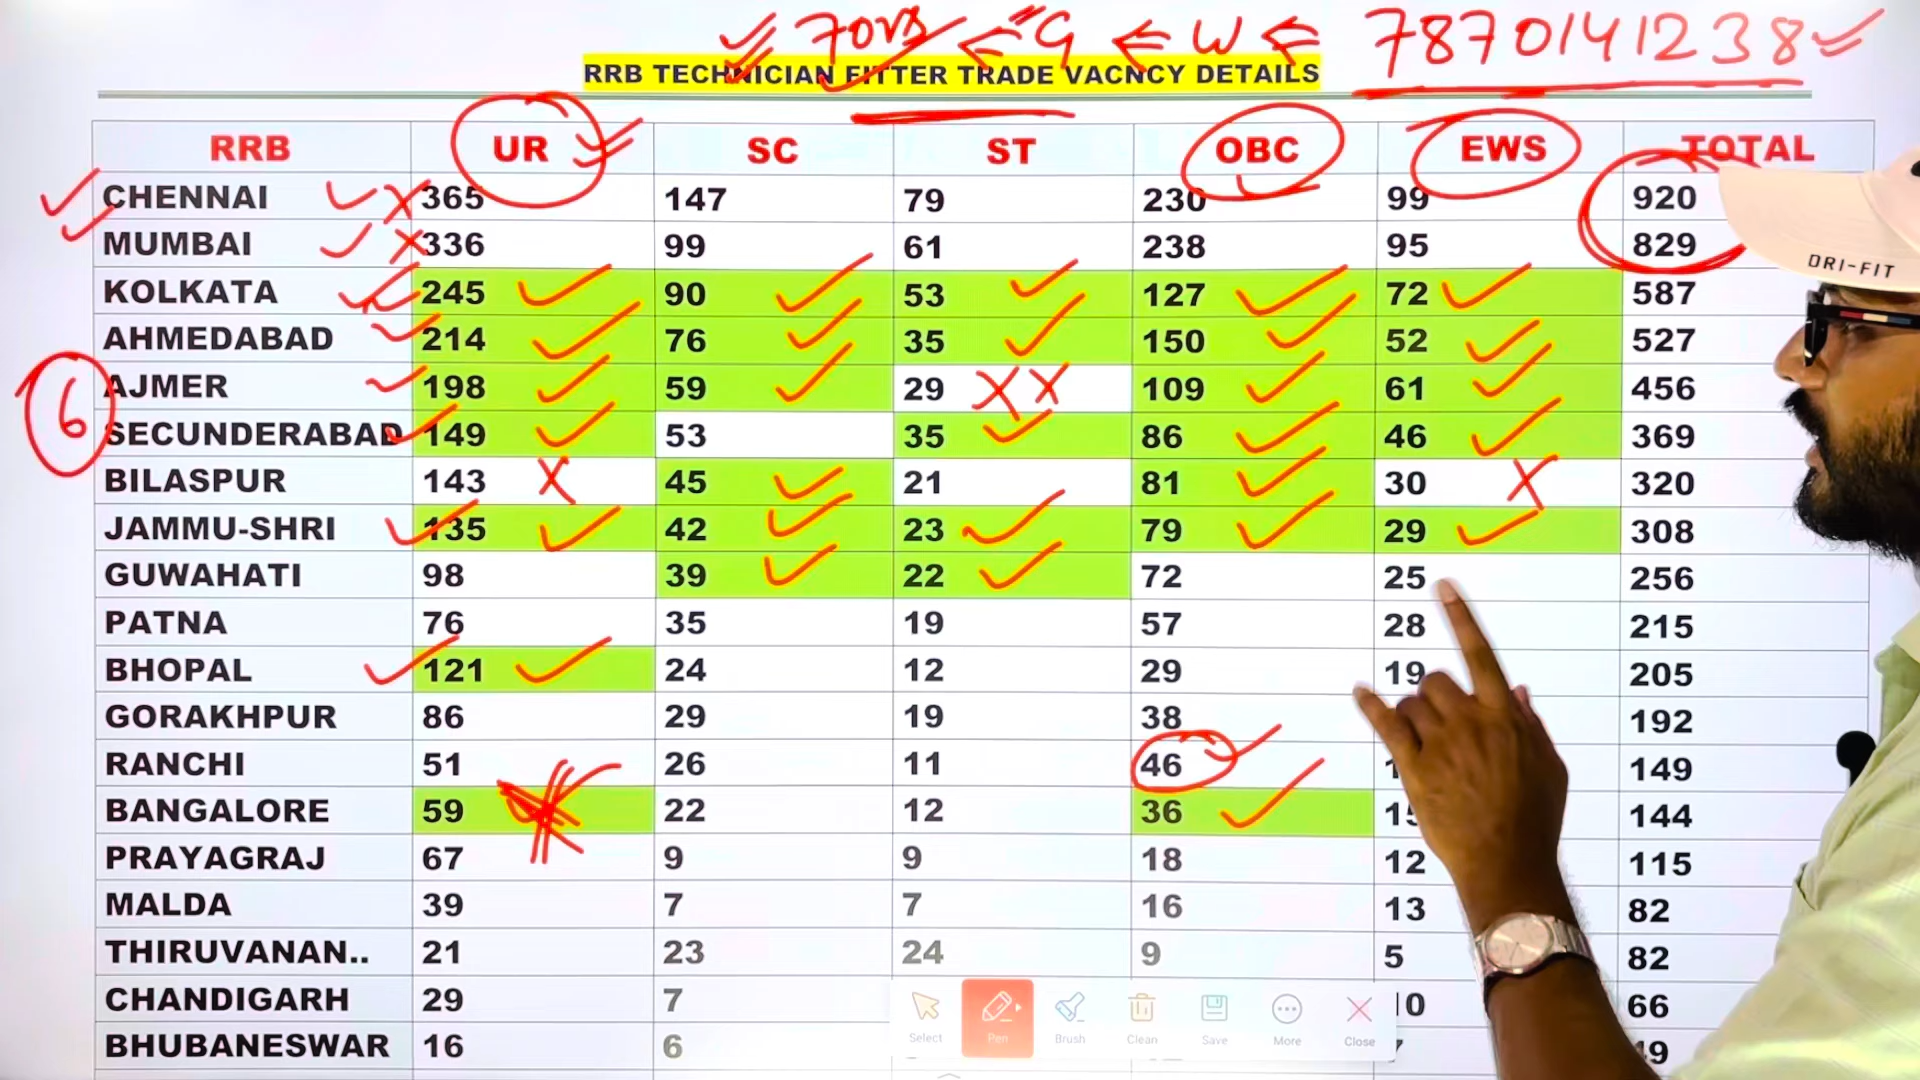 70rs ← G ← W ← 7870141238
RRB TECHNICIAN FITTER TRADE VACNCY DETAILS
RRB UR SC ST OBC EWS TOTAL
CHENNAI 365 147 79 230 99 920
MUMBAI 336 99 61 238 95 829
DRI-FIT
KOLKATA 245 90 53 127 72 587
AHMEDABAD 214 76 35 150 52 527
AJMER 198 59 29 109 61 456
6
SECUNDERABAD 149 53 35 86 46 369
BILASPUR 143 45 21 81 30 320
JAMMU-SHRI 135 42 23 79 29 308
GUWAHATI 98 39 22 72 25 256
PATNA 76 35 19 57 28 215
BHOPAL 121 24 12 29 19 205
GORAKHPUR 86 29 19 38 192
RANCHI 51 26 11 46 149
BANGALORE 59 22 12 36 144
PRAYAGRAJ 67 9 9 18 12 115
MALDA 39 7 7 16 13 82
THIRUVANAN.. 21 23 24 9 5 82
CHANDIGARH 29 7 66
BHUBANESWAR 16 6
Select Pen Brush Clean Save More Close